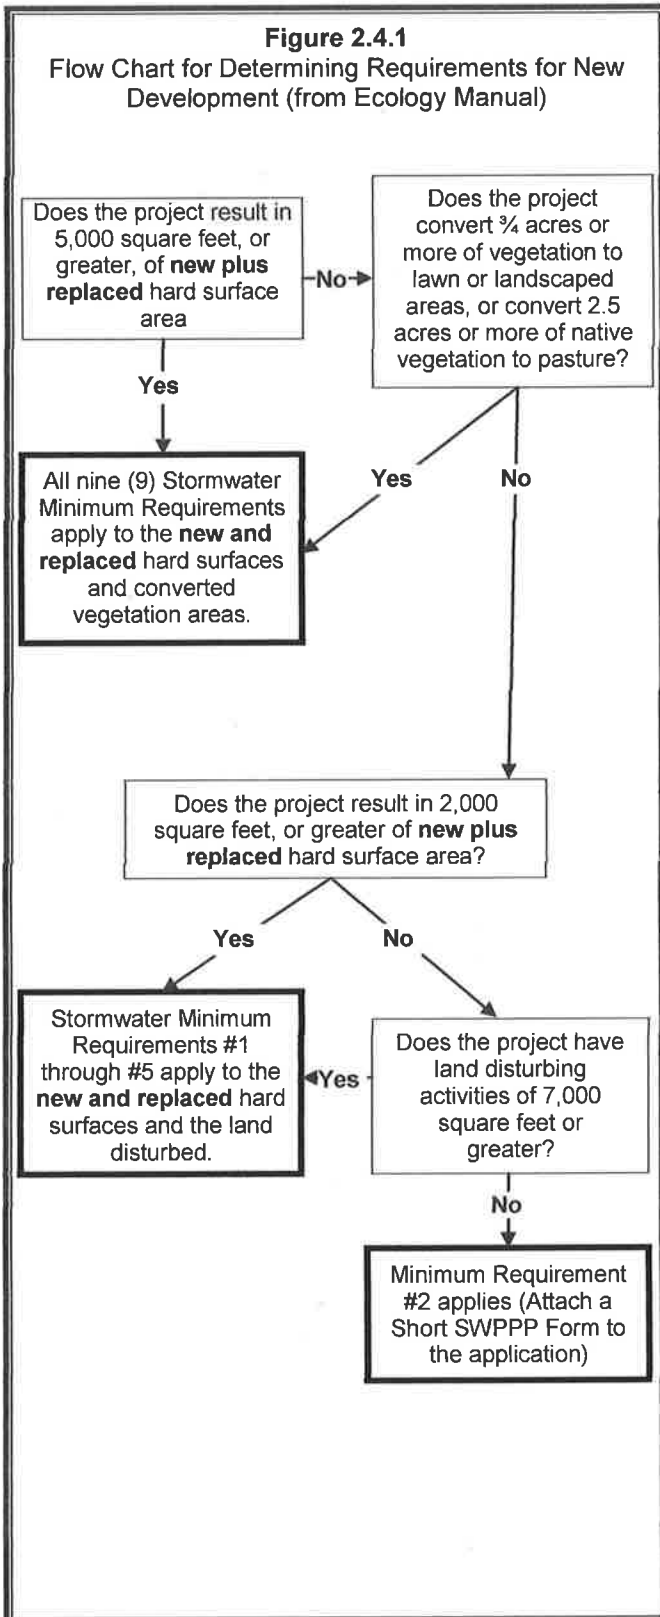 Figure 2.4.1
Flow Chart for Determining Requirements for New
Development (from Ecology Manual)
Does the project result in
5,000 square feet, or
greater, of new plus
replaced hard surface
area
No
Does the project
convert ¾ acres or
more of vegetation to
lawn or landscaped
areas, or convert 2.5
acres or more of native
vegetation to pasture?
Yes
Yes
No
All nine (9) Stormwater
Minimum Requirements
apply to the new and
replaced hard surfaces
and converted
vegetation areas.
Does the project result in 2,000
square feet, or greater of new plus
replaced hard surface area?
Yes
No
Stormwater Minimum
Requirements #1
through #5 apply to the
new and replaced hard
surfaces and the land
disturbed.
Yes
Does the project have
land disturbing
activities of 7,000
square feet or
greater?
No
Minimum Requirement
#2 applies (Attach a
Short SWPPP Form to
the application)